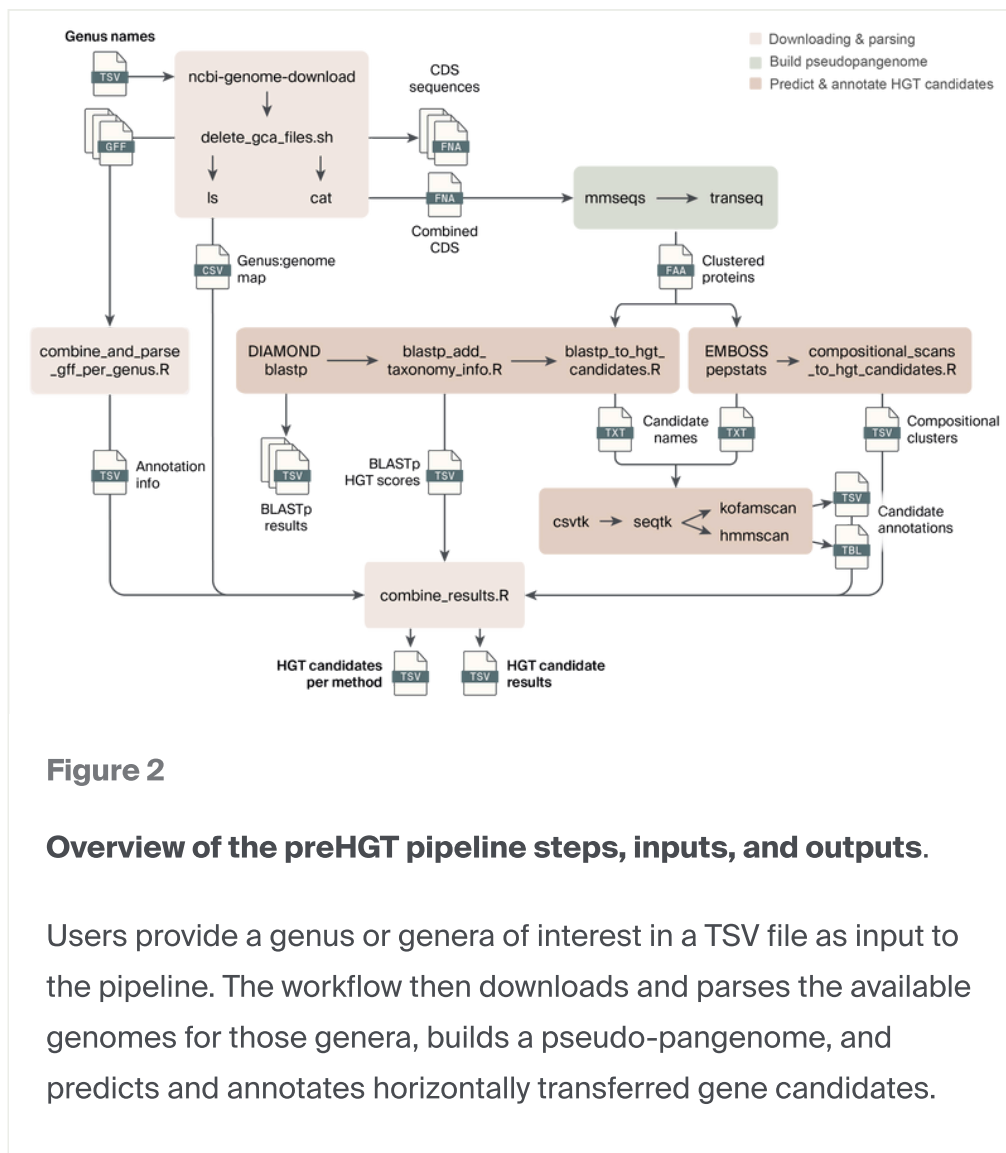 Genus names
TSV
ncbi-genome-download
delete_gca_files.sh
ls
cat
GFF
CDS
sequences
FNA
FNA
Combined
CDS
Downloading & parsing
Build pseudopangenome
Predict & annotate HGT candidates
mmseqs
transeq
CSV
Genus:genome
map
FAA
Clustered
proteins
combine_and_parse
_gff_per_genus.R
DIAMOND
blastp
blastp_add_
taxonomy_info.R
blastp_to_hgt_
candidates.R
EMBOSS
pepstats
compositional_scans
_to_hgt_candidates.R
TXT
Candidate
names
TXT
TSV
Compositional
clusters
TSV
Annotation
info
TSV
BLASTp
results
BLASTp
HGT scores
TSV
csvtk
seqtk
kofamscan
hmmscan
TSV
Candidate
annotations
TBL
combine_results.R
HGT candidates
per method
TSV
TSV
HGT candidate
results
Figure 2
Overview of the preHGT pipeline steps, inputs, and outputs.
Users provide a genus or genera of interest in a TSV file as input to
the pipeline. The workflow then downloads and parses the available
genomes for those genera, builds a pseudo-pangenome, and
predicts and annotates horizontally transferred gene candidates.